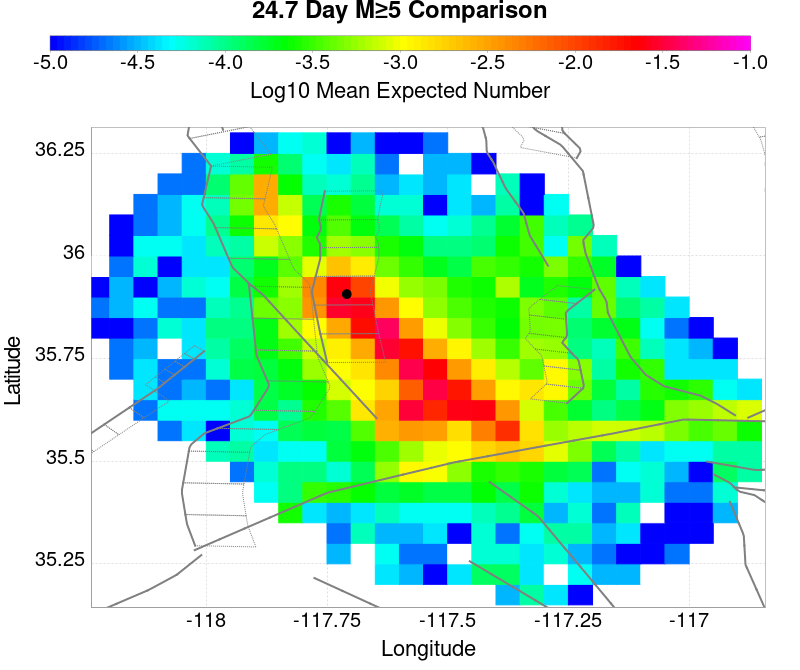 24.7 Day M≥5 Comparison
-5.0 -4.5 -4.0 -3.5 -3.0 -2.5 -2.0 -1.5 -1.0
Log10 Mean Expected Number
36.25
36
35.75
35.5
35.25
Latitude
-118 -117.75 -117.5 -117.25 -117
Longitude